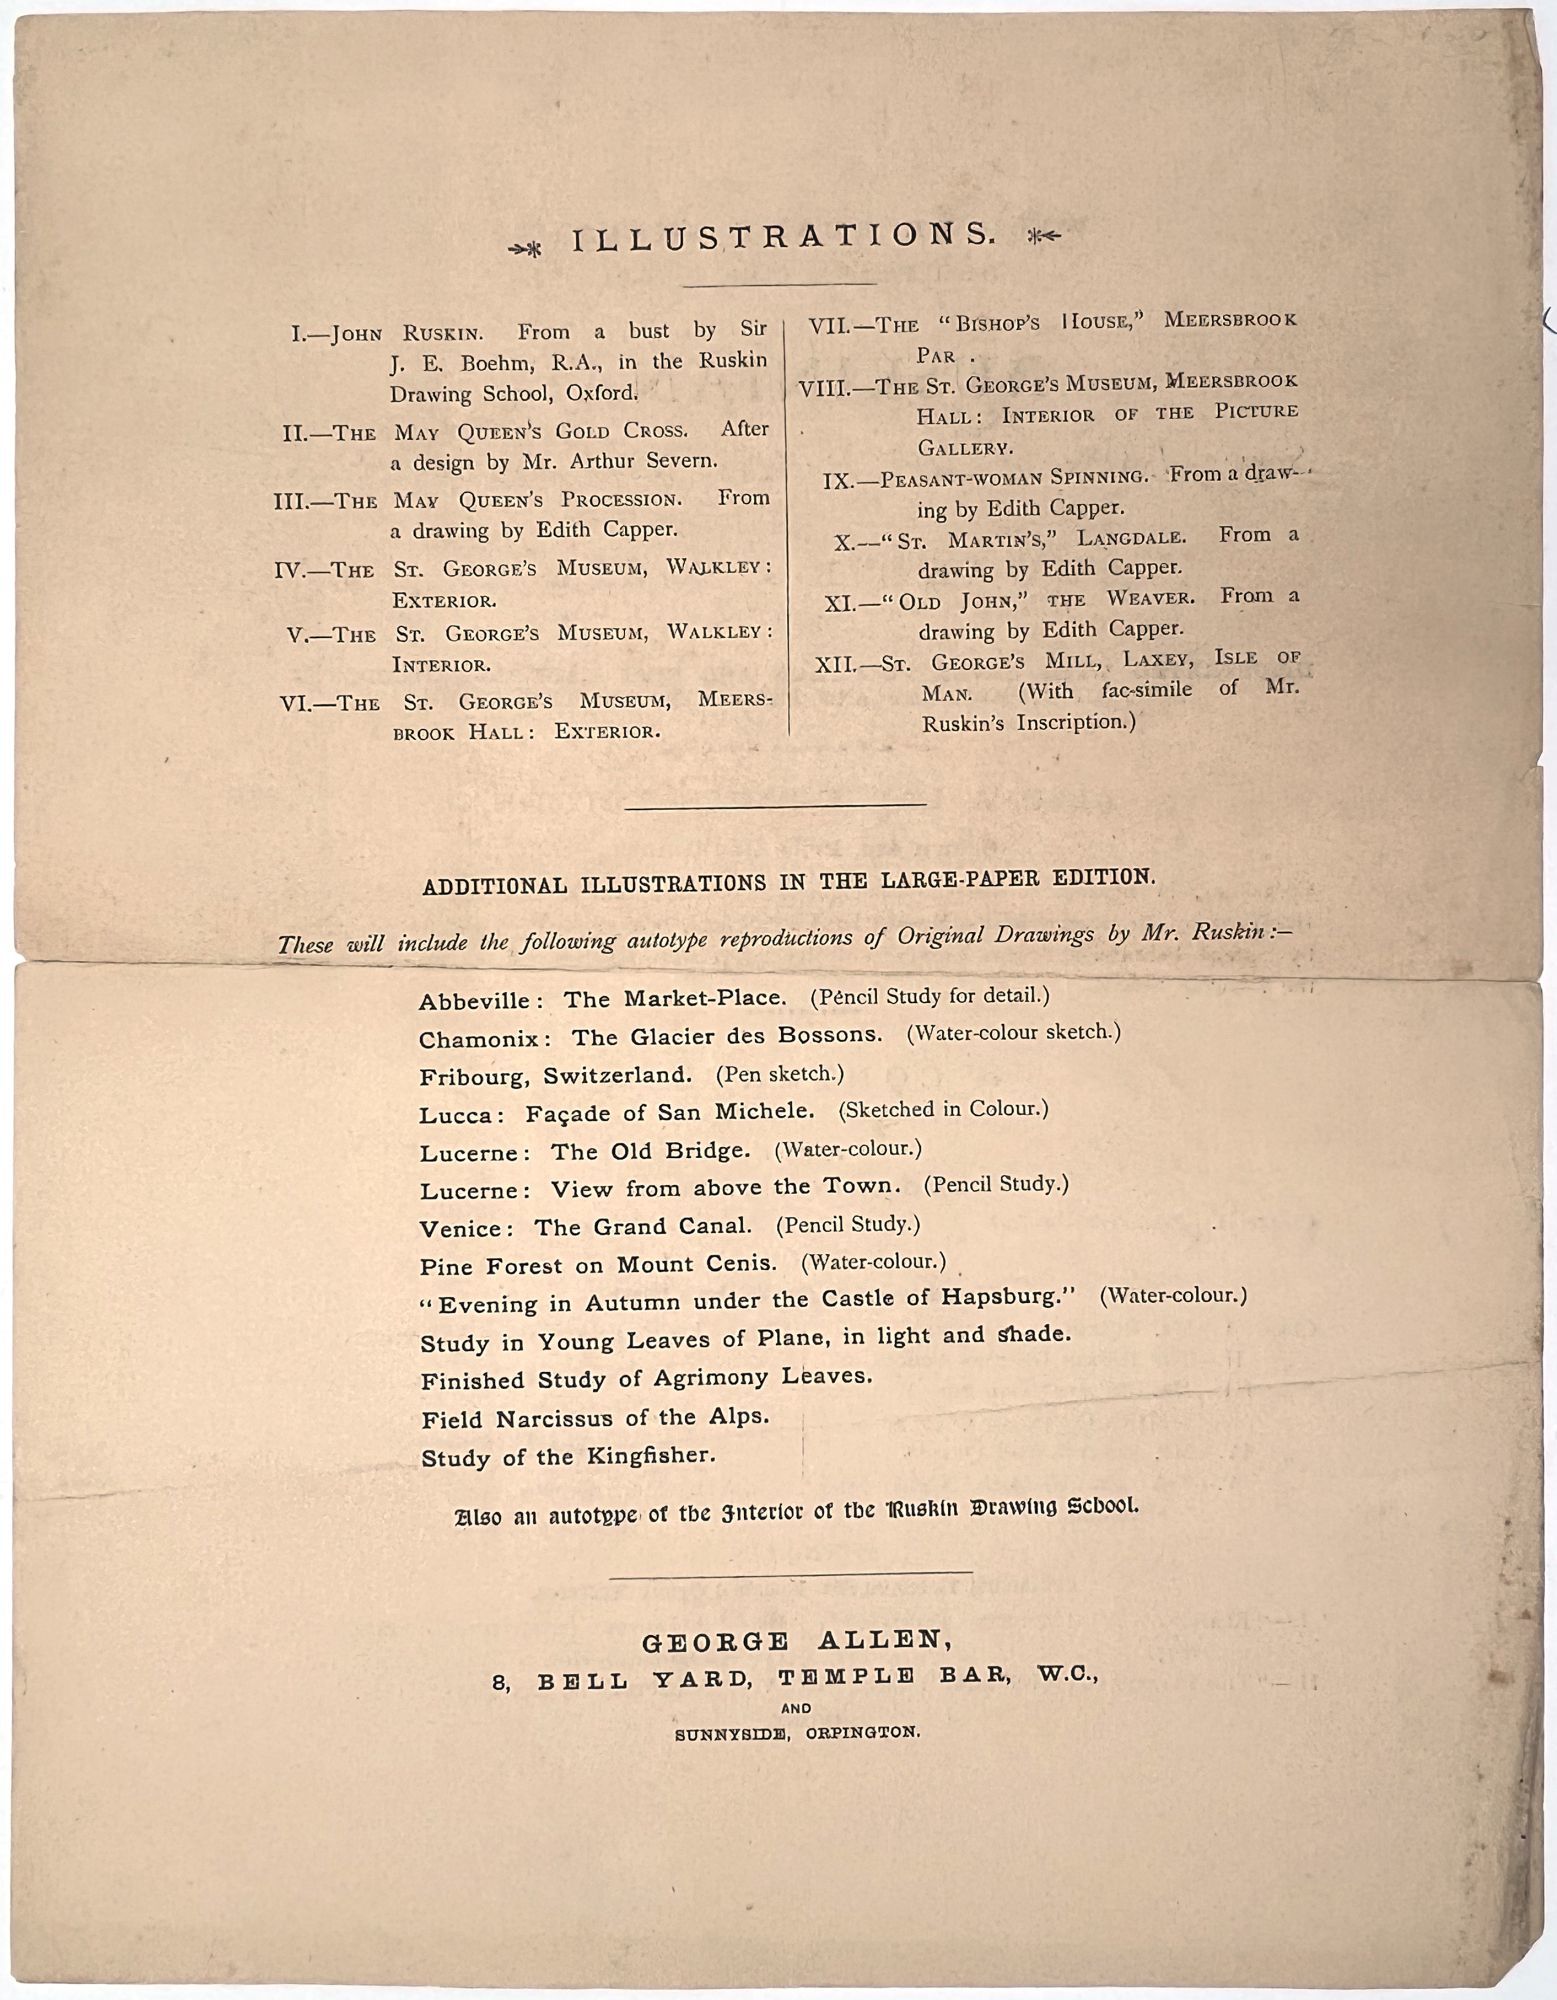 ILLUSTRATIONS.
I.—JOHN RUSKIN. From a bust by Sir
J. E. Boehm, R.A., in the Ruskin
Drawing School, Oxford.
II.—THE MAY QUEEN'S GOLD CROSS. After
a design by Mr. Arthur Severn.
III.—THE MAY QUEEN'S PROCESSION. From
a drawing by Edith Capper.
IV.—THE ST. GEORGE'S MUSEUM, WALKLEY:
EXTERIOR.
V.—THE ST. GEORGE'S MUSEUM, WALKLEY:
INTERIOR.
VI.—THE ST. GEORGE'S MUSEUM, MEERS-
BROOK HALL: EXTERIOR.
VII.—THE "BISHOP'S HOUSE," MEERSBROOK
PAR .
VIII.—THE ST. GEORGE'S MUSEUM, MEERSBROOK
HALL: INTERIOR OF THE PICTURE
GALLERY.
IX.—PEASANT-WOMAN SPINNING. From a draw-
ing by Edith Capper.
X.—"ST. MARTIN'S," LANGDALE. From a
drawing by Edith Capper.
XI.—"OLD JOHN," THE WEAVER. From a
drawing by Edith Capper.
XII.—ST. GEORGE'S MILL, LAXEY, ISLE OF
MAN. (With fac-simile of Mr.
Ruskin's Inscription.)
ADDITIONAL ILLUSTRATIONS IN THE LARGE-PAPER EDITION.
These will include the following autotype reproductions of Original Drawings by Mr. Ruskin:—
Abbeville: The Market-Place. (Pencil Study for detail.)
Chamonix: The Glacier des Bossons. (Water-colour sketch.)
Fribourg, Switzerland. (Pen sketch.)
Lucca: Façade of San Michele. (Sketched in Colour.)
Lucerne: The Old Bridge. (Water-colour.)
Lucerne: View from above the Town. (Pencil Study.)
Venice: The Grand Canal. (Pencil Study.)
Pine Forest on Mount Cenis. (Water-colour.)
"Evening in Autumn under the Castle of Hapsburg." (Water-colour.)
Study in Young Leaves of Plane, in light and shade.
Finished Study of Agrimony Leaves.
Field Narcissus of the Alps.
Study of the Kingfisher.
Also an autotype of the Interior of the Ruskin Drawing School.
GEORGE ALLEN,
8, BELL YARD, TEMPLE BAR, W.C.,
AND
SUNNYSIDE, ORPINGTON.